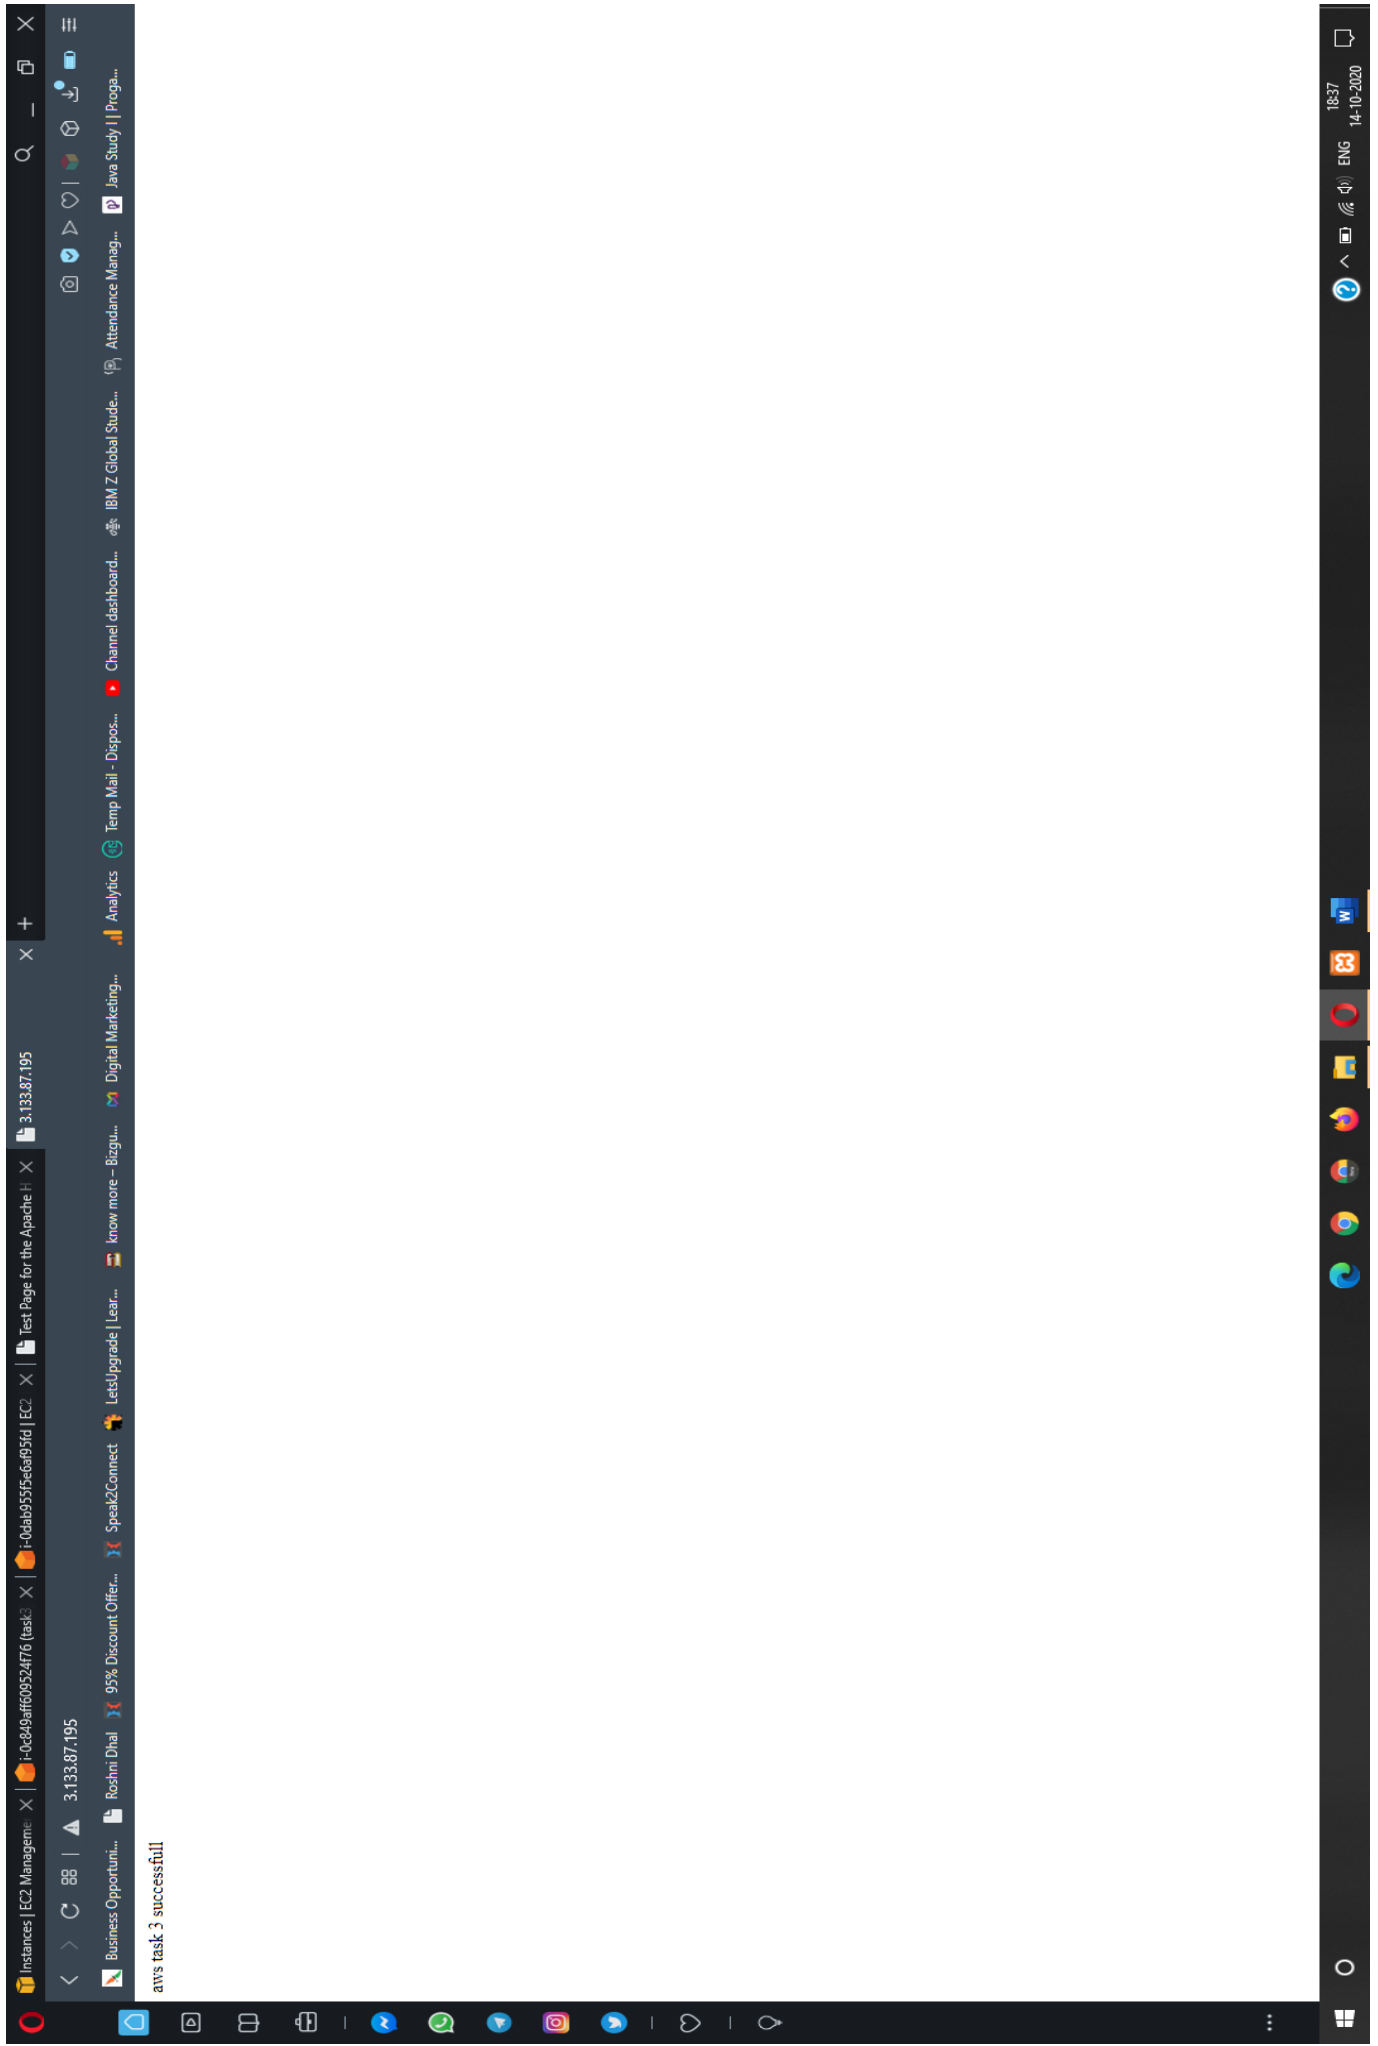 Instances | EC2 Manageme
i-0c849aff609524f76 (task3
i-0dab955f5e6af95fd | EC2
Test Page for the Apache H
3.133.87.195
3.133.87.195
Business Opportuni...
Roshni Dhal
95% Discount Offer...
Speak2Connect
LetsUpgrade | Lear...
know more – Bizgu...
Digital Marketing...
Analytics
Temp Mail - Dispos...
Channel dashboard...
IBM Z Global Stude...
Attendance Manag...
Java Study | | Proga...
aws task 3 successfull
ENG
18:37
14-10-2020